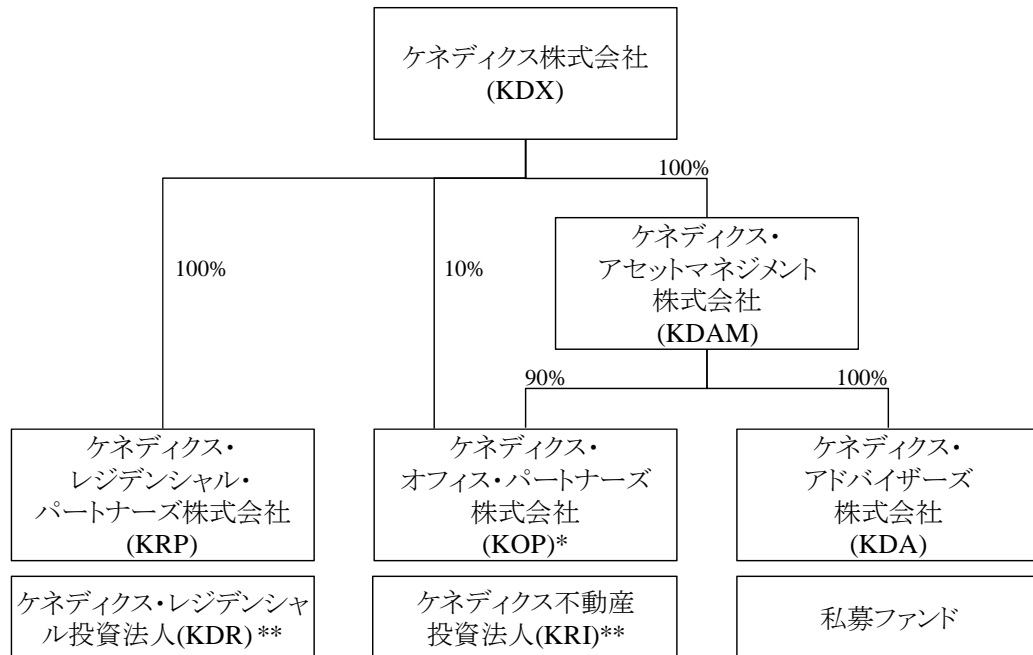 ケネディクス株式会社
(KDX)
100%
ケネディクス・
アセットマネジメント
株式会社
(KDAM)
100%
10%
90%
100%
ケネディクス・
レジデンシャル・
パートナーズ株式会社
(KRP)
ケネディクス・
オフィス・パートナーズ
株式会社
(KOP)*
ケネディクス・
アドバイザーズ
株式会社
(KDA)
ケネディクス・レジデンシャ
ル投資法人(KDR) **
ケネディクス不動産
投資法人(KRI)**
私募ファンド